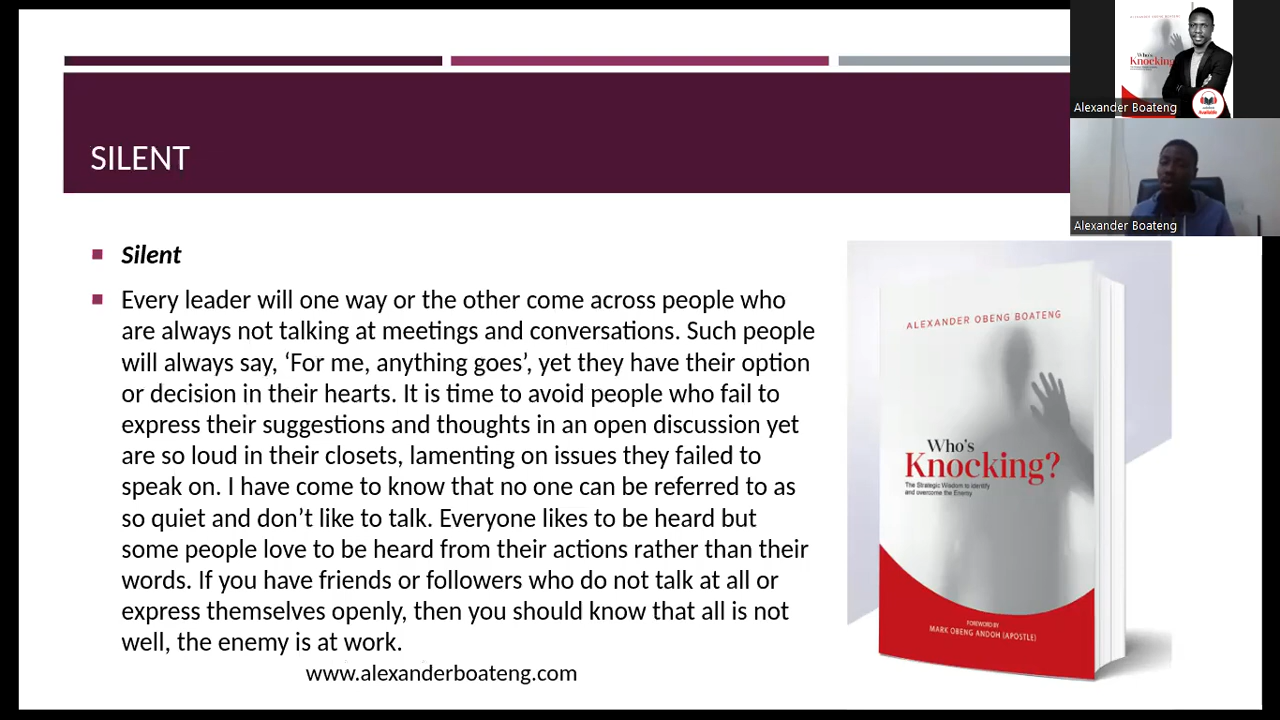 SILENT
Silent
Every leader will one way or the other come across people who
are always not talking at meetings and conversations. Such people
will always say, ‘For me, anything goes’, yet they have their option
or decision in their hearts. It is time to avoid people who fail to
express their suggestions and thoughts in an open discussion yet
are so loud in their closets, lamenting on issues they failed to
speak on. I have come to know that no one can be referred to as
so quiet and don’t like to talk. Everyone likes to be heard but
some people love to be heard from their actions rather than their
words. If you have friends or followers who do not talk at all or
express themselves openly, then you should know that all is not
well, the enemy is at work.
www.alexanderboateng.com
ALEXANDER OBENG BOATENG
Who's
Knocking?
The Strategic Wisdom to Identify
and overcome the Enemy
FOREWORD BY
MARK OBENG ANDOH (APOSTLE)
Who's
Knocking
Available
Alexander Boateng
Alexander Boateng